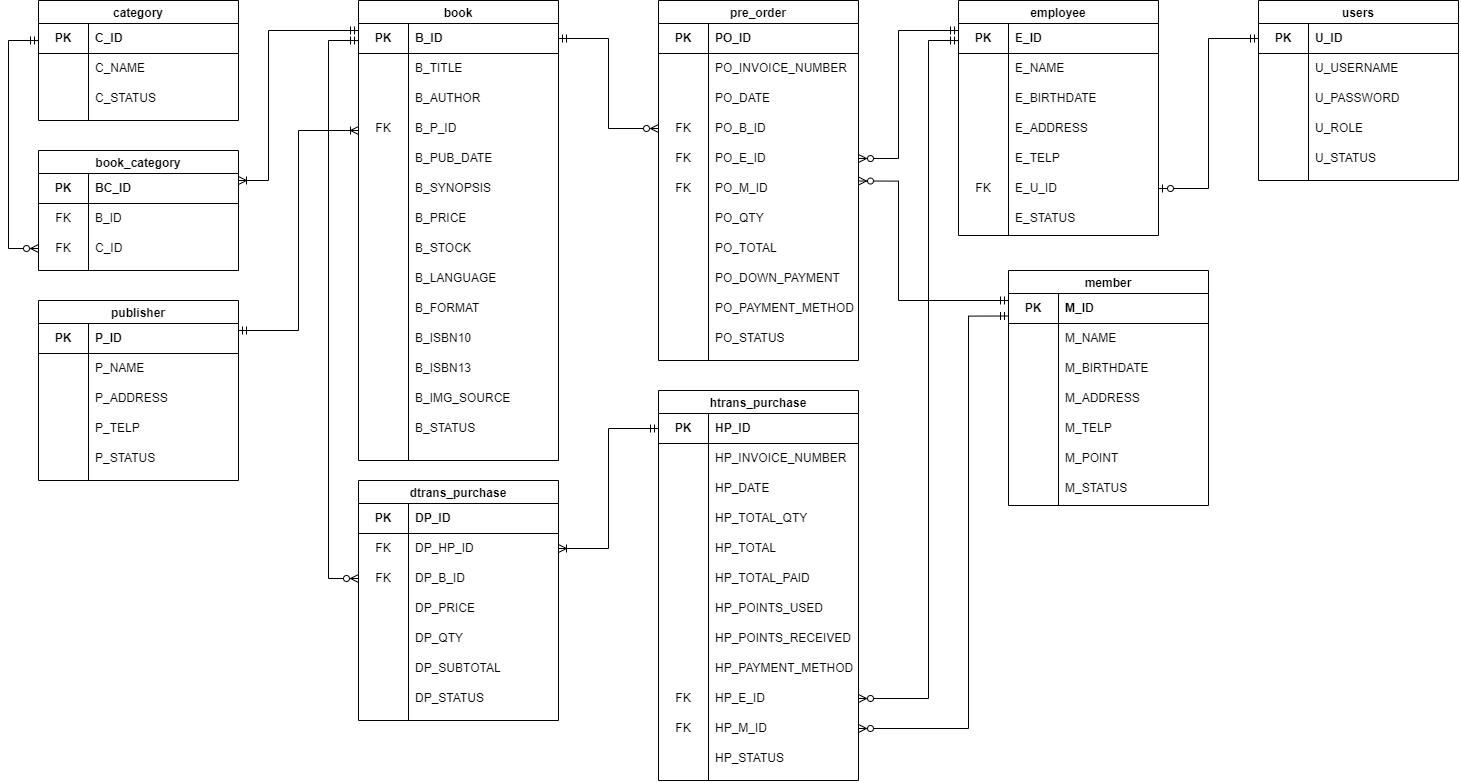 category
PK C_ID
C_NAME
C_STATUS
book_category
PK BC_ID
FK B_ID
FK C_ID
publisher
PK P_ID
P_NAME
P_ADDRESS
P_TELP
P_STATUS
book
PK B_ID
B_TITLE
B_AUTHOR
FK B_P_ID
B_PUB_DATE
B_SYNOPSIS
B_PRICE
B_STOCK
B_LANGUAGE
B_FORMAT
B_ISBN10
B_ISBN13
B_IMG_SOURCE
B_STATUS
dtrans_purchase
PK DP_ID
FK DP_HP_ID
FK DP_B_ID
DP_PRICE
DP_QTY
DP_SUBTOTAL
DP_STATUS
pre_order
PK PO_ID
PO_INVOICE_NUMBER
PO_DATE
FK PO_B_ID
FK PO_E_ID
FK PO_M_ID
PO_QTY
PO_TOTAL
PO_DOWN_PAYMENT
PO_PAYMENT_METHOD
PO_STATUS
htrans_purchase
PK HP_ID
HP_INVOICE_NUMBER
HP_DATE
HP_TOTAL_QTY
HP_TOTAL
HP_TOTAL_PAID
HP_POINTS_USED
HP_POINTS_RECEIVED
HP_PAYMENT_METHOD
FK HP_E_ID
FK HP_M_ID
HP_STATUS
employee
PK E_ID
E_NAME
E_BIRTHDATE
E_ADDRESS
E_TELP
FK E_U_ID
E_STATUS
member
PK M_ID
M_NAME
M_BIRTHDATE
M_ADDRESS
M_TELP
M_POINT
M_STATUS
users
PK U_ID
U_USERNAME
U_PASSWORD
U_ROLE
U_STATUS